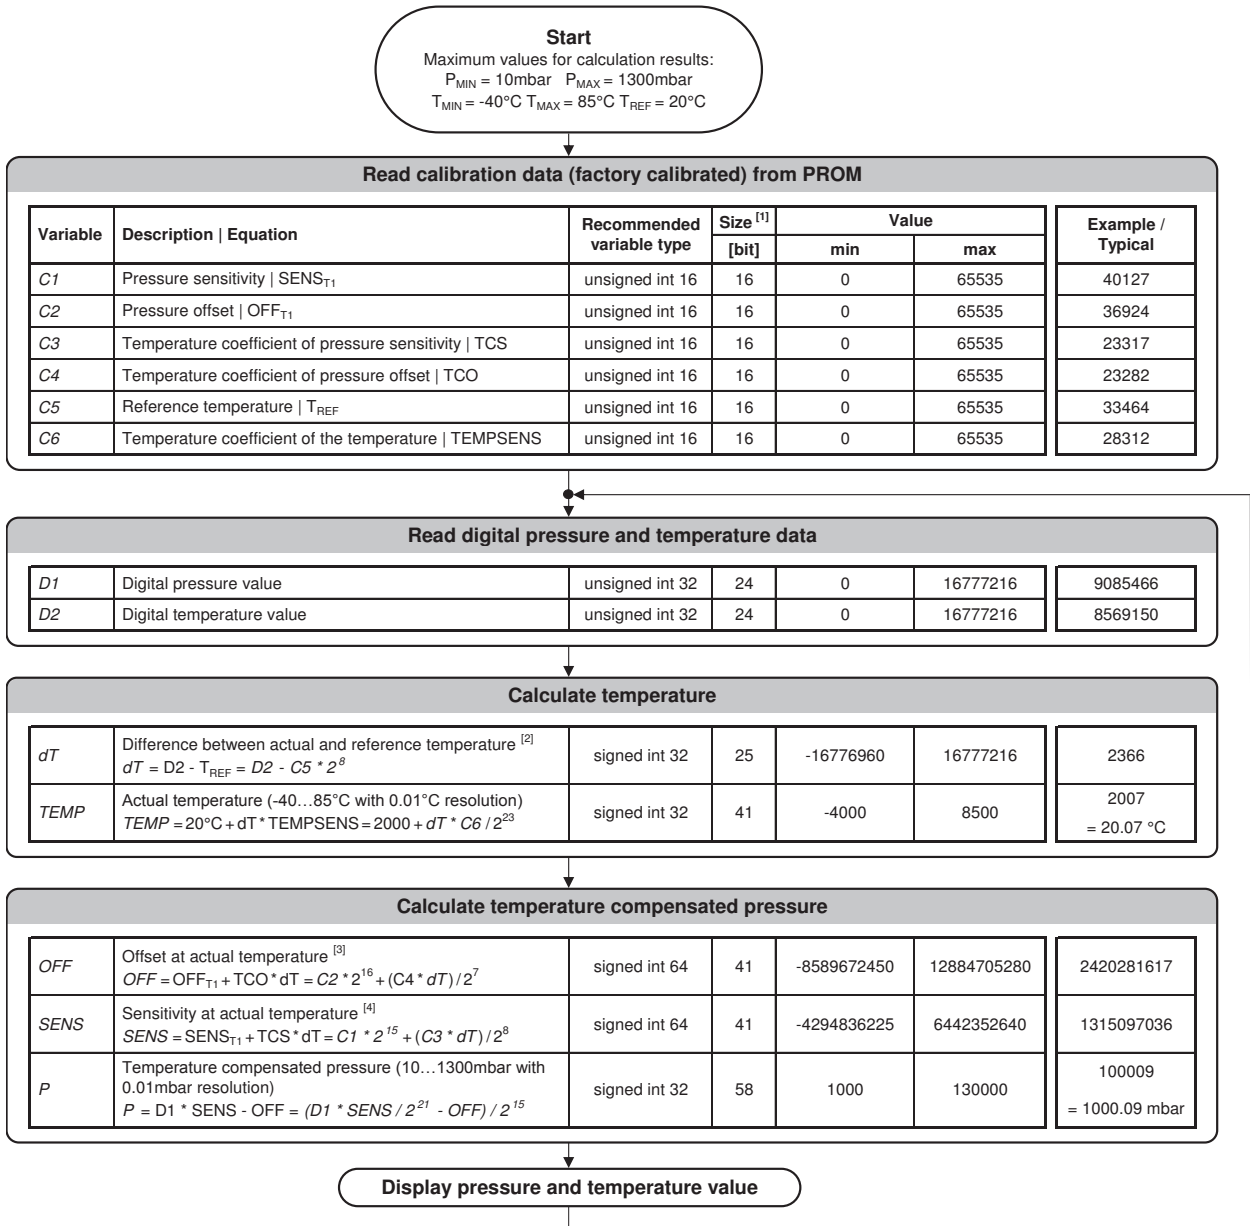 Start
Maximum values for calculation results:
P_MIN = 10mbar P_MAX = 1300mbar
T_MIN = -40°C T_MAX = 85°C T_REF = 20°C
Read calibration data (factory calibrated) from PROM
Variable | Description | Equation | Recommended variable type | Size [1] [bit] | Value min | max | Example / Typical
C1 | Pressure sensitivity | SENS_T1 | unsigned int 16 | 16 | 0 | 65535 | 40127
C2 | Pressure offset | OFF_T1 | unsigned int 16 | 16 | 0 | 65535 | 36924
C3 | Temperature coefficient of pressure sensitivity | TCS | unsigned int 16 | 16 | 0 | 65535 | 23317
C4 | Temperature coefficient of pressure offset | TCO | unsigned int 16 | 16 | 0 | 65535 | 23282
C5 | Reference temperature | T_REF | unsigned int 16 | 16 | 0 | 65535 | 33464
C6 | Temperature coefficient of the temperature | TEMPSENS | unsigned int 16 | 16 | 0 | 65535 | 28312
Read digital pressure and temperature data
D1 | Digital pressure value | unsigned int 32 | 24 | 0 | 16777216 | 9085466
D2 | Digital temperature value | unsigned int 32 | 24 | 0 | 16777216 | 8569150
Calculate temperature
dT | Difference between actual and reference temperature [2]
dT = D2 - T_REF = D2 - C5 * 2^8 | signed int 32 | 25 | -16776960 | 16777216 | 2366
TEMP | Actual temperature (-40…85°C with 0.01°C resolution)
TEMP = 20°C + dT * TEMPSENS = 2000 + dT * C6 / 2^23 | signed int 32 | 41 | -4000 | 8500 | 2007
= 20.07 °C
Calculate temperature compensated pressure
OFF | Offset at actual temperature [3]
OFF = OFF_T1 + TCO * dT = C2 * 2^16 + (C4 * dT) / 2^7 | signed int 64 | 41 | -8589672450 | 12884705280 | 2420281617
SENS | Sensitivity at actual temperature [4]
SENS = SENS_T1 + TCS * dT = C1 * 2^15 + (C3 * dT) / 2^8 | signed int 64 | 41 | -4294836225 | 6442352640 | 1315097036
P | Temperature compensated pressure (10…1300mbar with
0.01mbar resolution)
P = D1 * SENS - OFF = (D1 * SENS / 2^21 - OFF) / 2^15 | signed int 32 | 58 | 1000 | 130000 | 100009
= 1000.09 mbar
Display pressure and temperature value